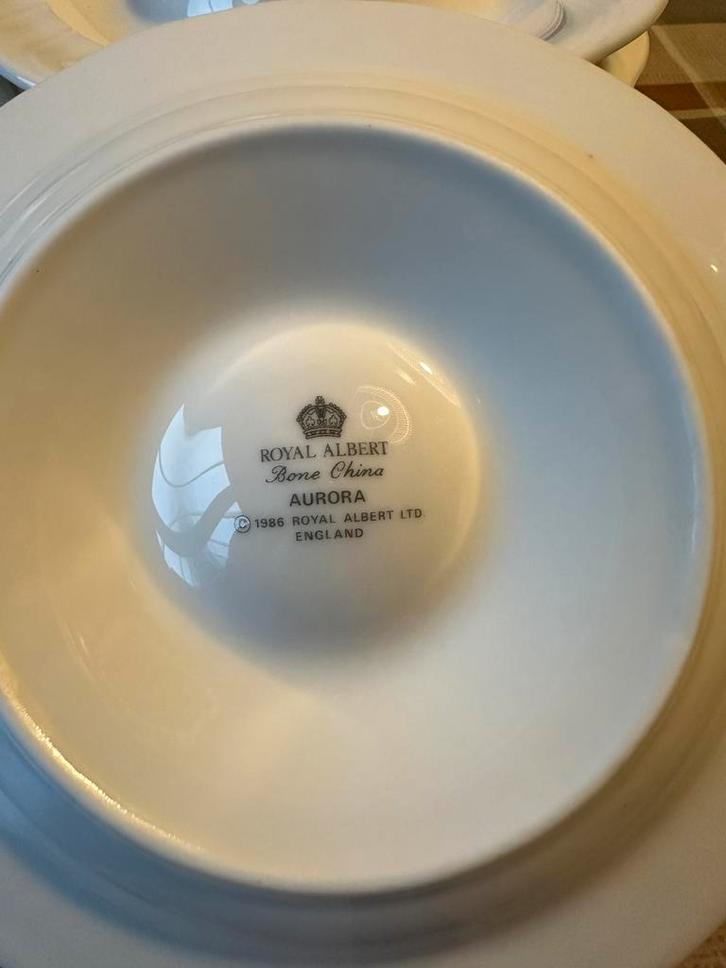 ROYAL ALBERT
Bone China
AURORA
© 1986 ROYAL ALBERT LTD
ENGLAND